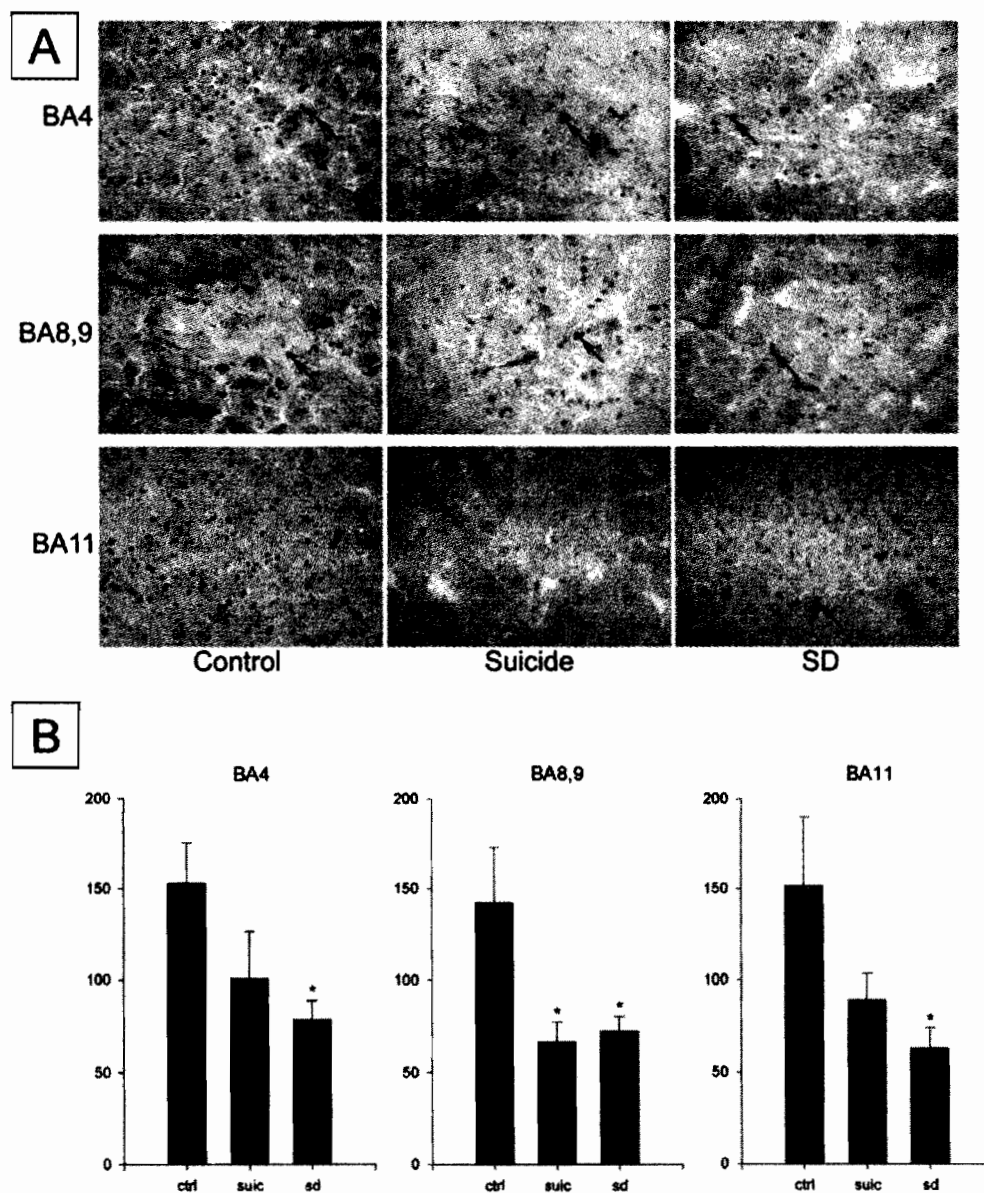 A
BA4
BA8,9
BA11
Control Suicide SD
B
BA4 BA8,9 BA11
200 200 200
150 150 150
100 100 100
50 50 50
0 0 0
* * * *
ctrl suic sd ctrl suic sd ctrl suic sd